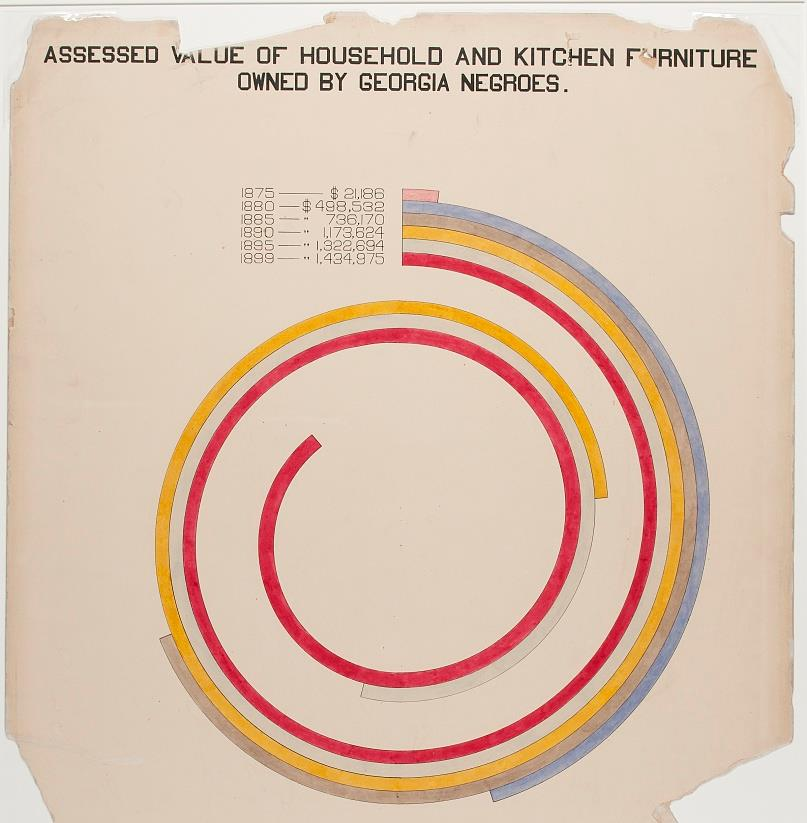 ASSESSED VALUE OF HOUSEHOLD AND KITCHEN FURNITURE
OWNED BY GEORGIA NEGROES.
1875 —— $ 21,186
1880 — $ 498,532
1885 — " 736,170
1890 — " 1,173,624
1895 — " 1,322,694
1899 — " 1,434,975